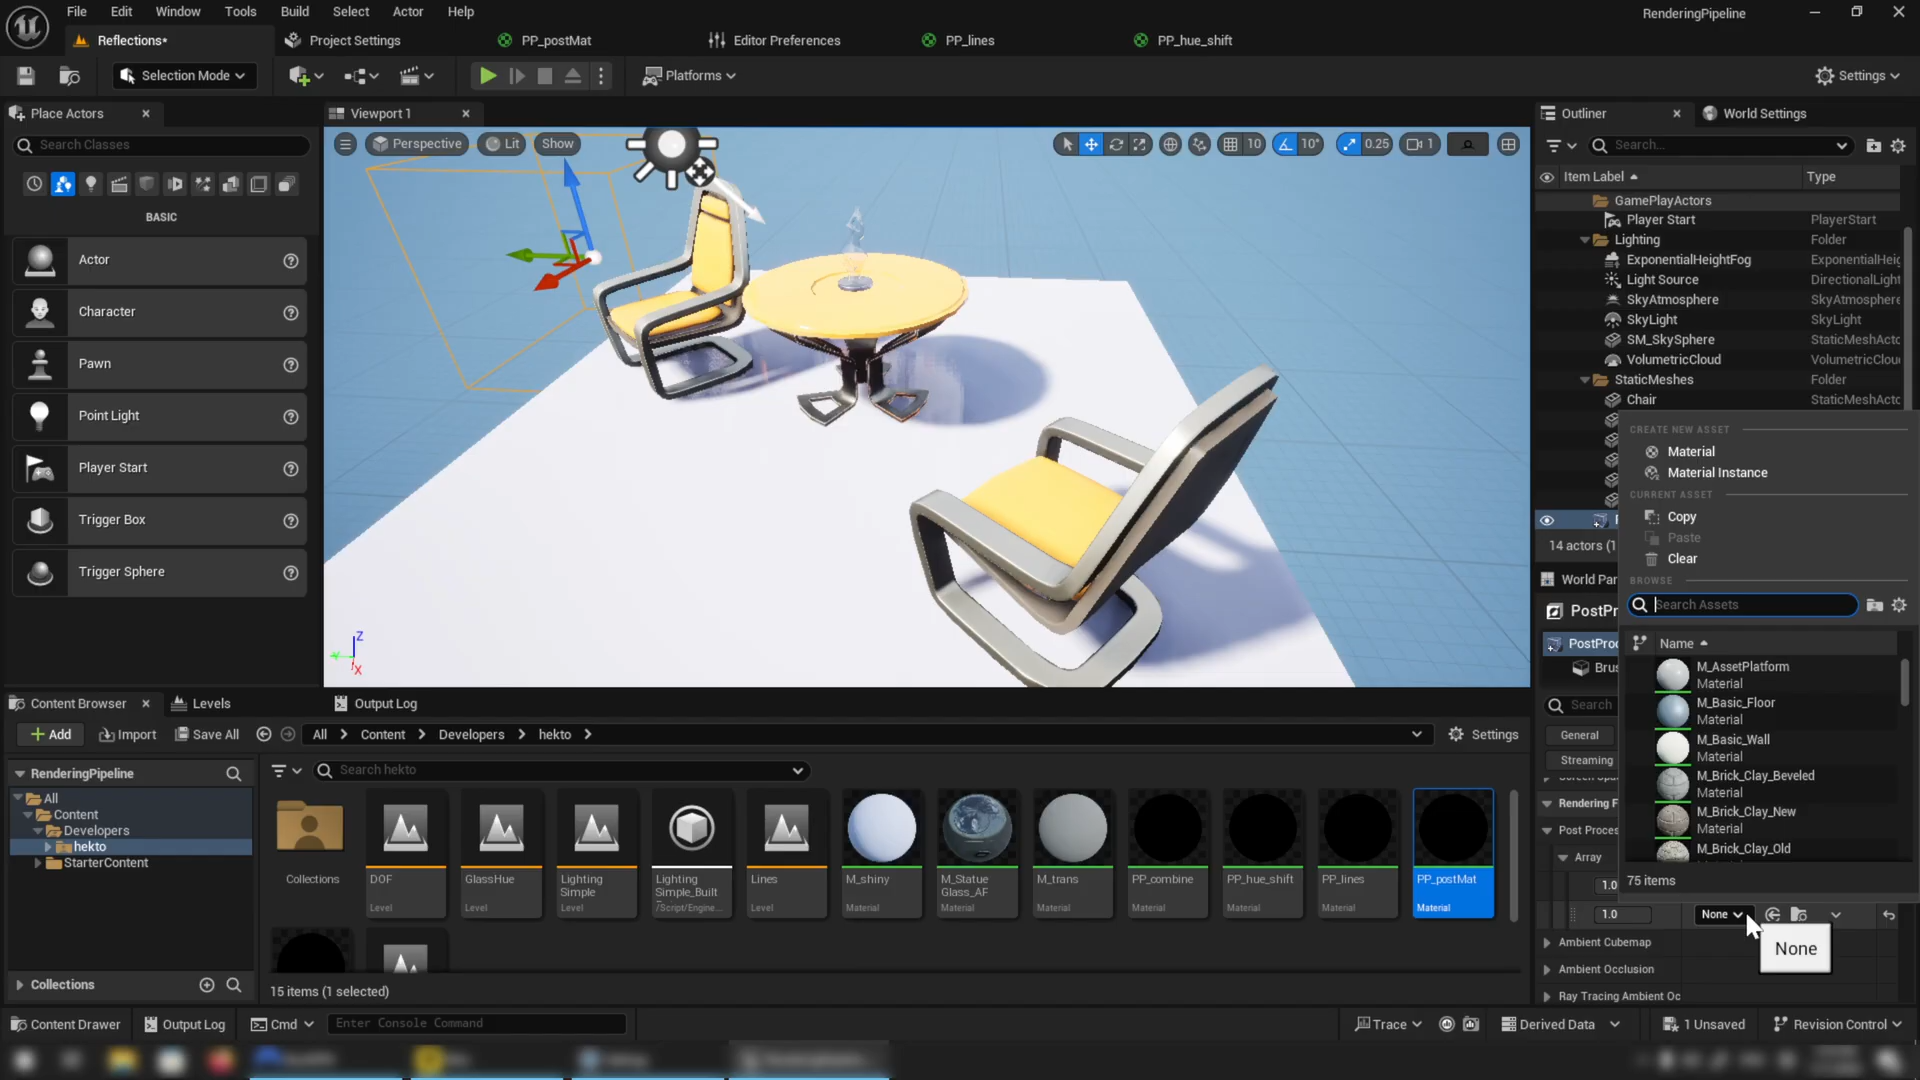 File Edit Window Tools Build Select Actor Help
RenderingPipeline
Reflections*
Project Settings
PP_postMat
Editor Preferences
PP_lines
PP_hue_shift
Selection Mode
Platforms
Settings
Place Actors
Search Classes
BASIC
Actor
Character
Pawn
Point Light
Player Start
Trigger Box
Trigger Sphere
Viewport 1
Perspective
Lit
Show
10
10°
0.25
1
Z
Y
X
Outliner
World Settings
Search...
Item Label
Type
GamePlayActors
Player Start
PlayerStart
Lighting
Folder
ExponentialHeightFog
ExponentialHeig
Light Source
DirectionalLight
SkyAtmosphere
SkyAtmosphere
SkyLight
SkyLight
SM_SkySphere
StaticMeshActo
VolumetricCloud
VolumetricClou
StaticMeshes
Folder
Chair
StaticMeshActo
14 actors (1
World Par
PostPr
PostProc
Brus
Search
General
Streaming
Rendering F
Post Proces
Array
1.0
1.0
None
None
Ambient Cubemap
Ambient Occlusion
Ray Tracing Ambient Oc
CREATE NEW ASSET
Material
Material Instance
CURRENT ASSET
Copy
Paste
Clear
BROWSE
Search Assets
Name
M_AssetPlatform
Material
M_Basic_Floor
Material
M_Basic_Wall
Material
M_Brick_Clay_Beveled
Material
M_Brick_Clay_New
Material
M_Brick_Clay_Old
75 items
Content Browser
Levels
Output Log
Add
Import
Save All
All
Content
Developers
hekto
Settings
RenderingPipeline
All
Content
Developers
hekto
StarterContent
Collections
Search hekto
Collections
DOF
Level
GlassHue
Level
Lighting
Simple
Level
Lighting
Simple_Built
/Script/Engine...
Lines
Level
M_shiny
Material
M_Statue
Glass_AF
Material
M_trans
Material
PP_combine
Material
PP_hue_shift
Material
PP_lines
Material
PP_postMat
Material
15 items (1 selected)
Content Drawer
Output Log
Cmd
Enter Console Command
Trace
Derived Data
1 Unsaved
Revision Control